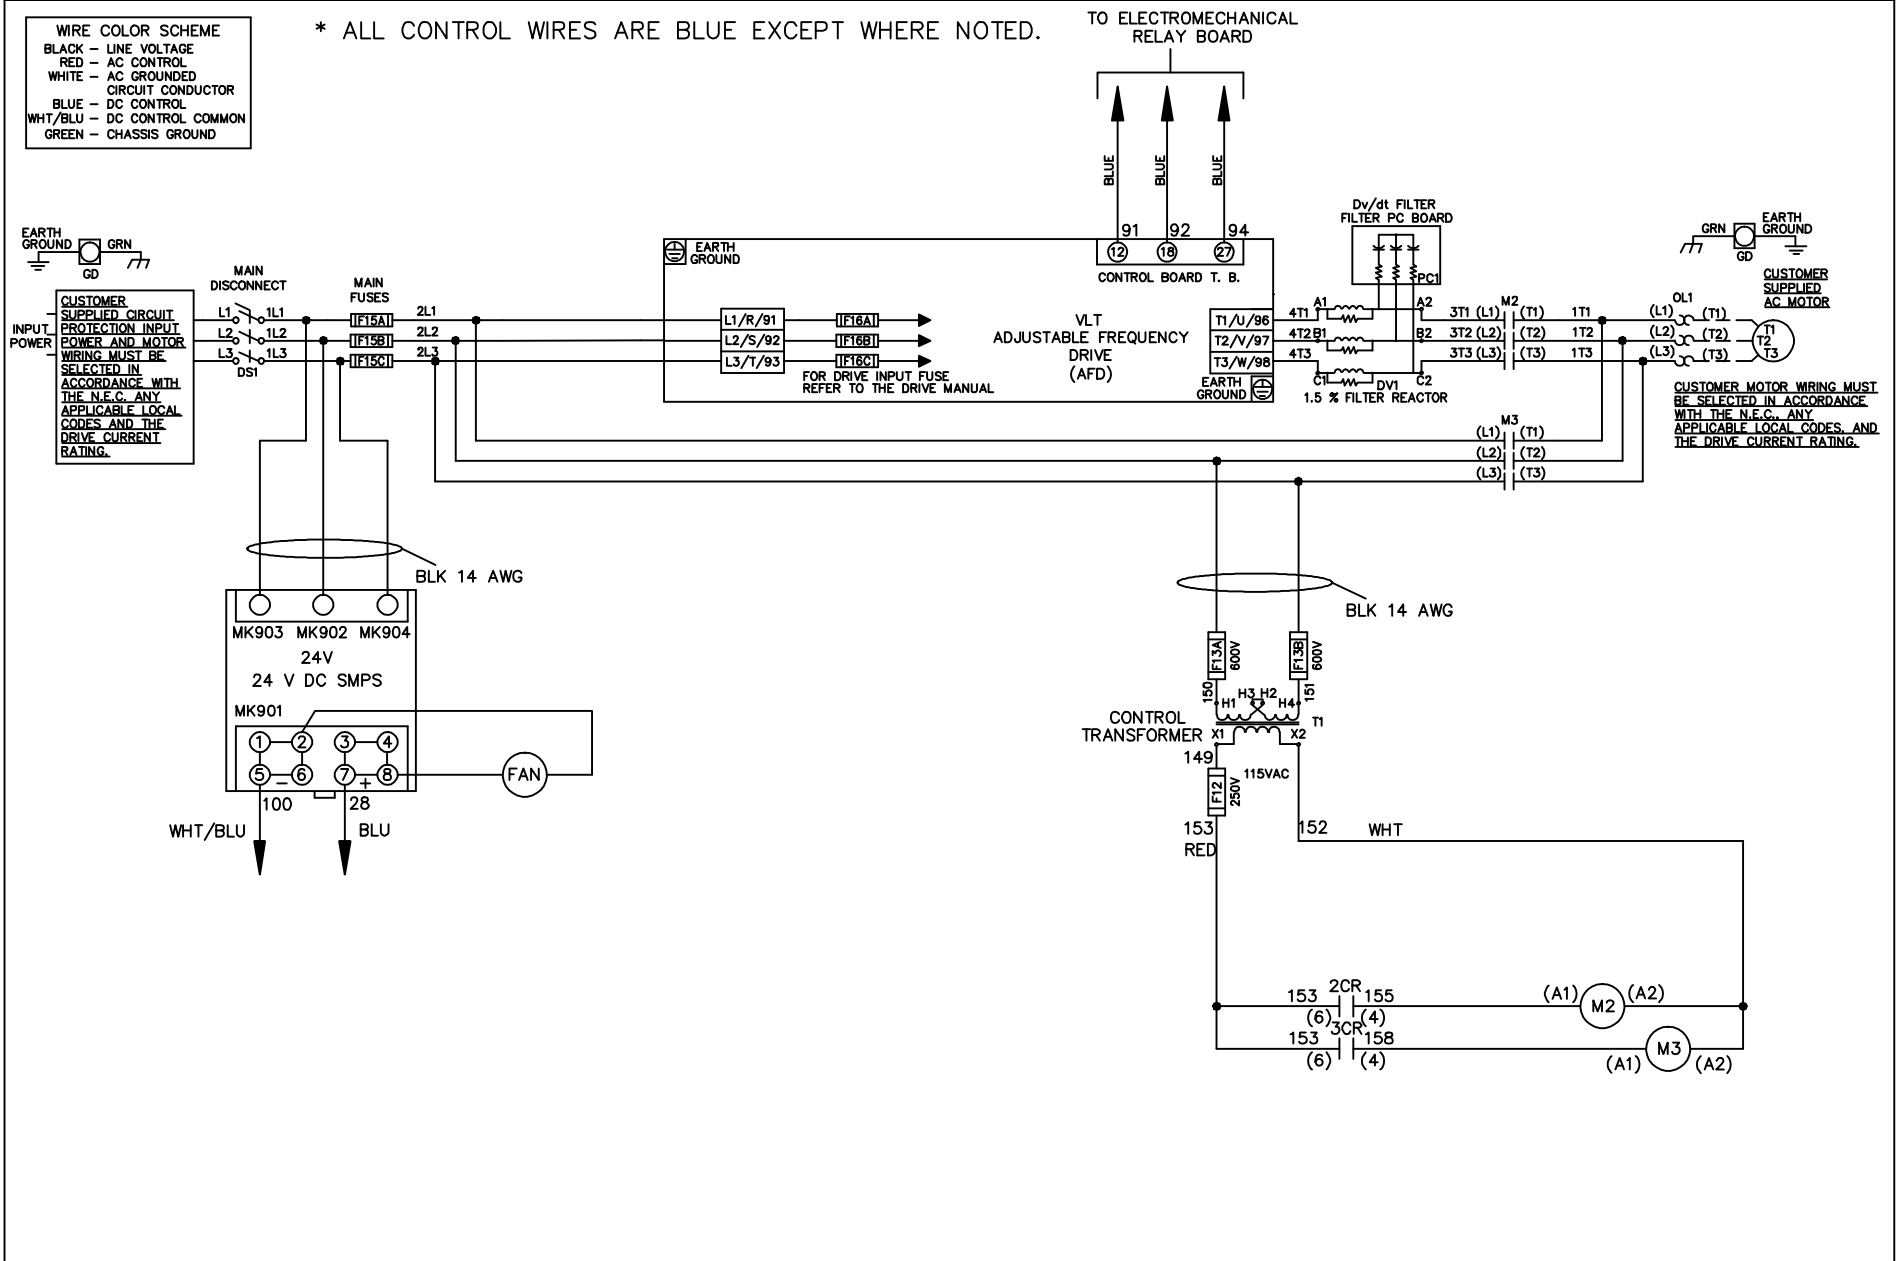 WIRE COLOR SCHEME
BLACK – LINE VOLTAGE
RED – AC CONTROL
WHITE – AC GROUNDED
CIRCUIT CONDUCTOR
BLUE – DC CONTROL
WHT/BLU – DC CONTROL COMMON
GREEN – CHASSIS GROUND
* ALL CONTROL WIRES ARE BLUE EXCEPT WHERE NOTED.
TO ELECTROMECHANICAL
RELAY BOARD
BLUE
BLUE
BLUE
91 92 94
12 18 27
CONTROL BOARD T. B.
EARTH
GROUND
GRN
GD
CUSTOMER
SUPPLIED CIRCUIT
PROTECTION INPUT
POWER AND MOTOR
WIRING MUST BE
SELECTED IN
ACCORDANCE WITH
THE N.E.C. ANY
APPLICABLE LOCAL
CODES AND THE
DRIVE CURRENT
RATING.
INPUT
POWER
MAIN
DISCONNECT
L1 1L1
L2 1L2
L3 1L3
DS1
MAIN
FUSES
F15A
F15B
F15C
2L1
2L2
2L3
EARTH
GROUND
L1/R/91
L2/S/92
L3/T/93
F16A
F16B
F16C
FOR DRIVE INPUT FUSE
REFER TO THE DRIVE MANUAL
VLT
ADJUSTABLE FREQUENCY
DRIVE
(AFD)
T1/U/96
T2/V/97
T3/W/98
EARTH
GROUND
4T1
4T2
4T3
A1 A2
B1 B2
C1 C2
DV1
1.5 % FILTER REACTOR
Dv/dt FILTER
FILTER PC BOARD
PC1
M2
3T1 (L1) (T1) 1T1
3T2 (L2) (T2) 1T2
3T3 (L3) (T3) 1T3
M3
(L1) (T1)
(L2) (T2)
(L3) (T3)
OL1
(L1) (T1)
(L2) (T2)
(L3) (T3)
T1
T2
T3
GRN
GD
EARTH
GROUND
CUSTOMER
SUPPLIED
AC MOTOR
CUSTOMER MOTOR WIRING MUST
BE SELECTED IN ACCORDANCE
WITH THE N.E.C., ANY
APPLICABLE LOCAL CODES, AND
THE DRIVE CURRENT RATING.
BLK 14 AWG
MK903 MK902 MK904
24V
24 V DC SMPS
MK901
1 2 3 4
5 – 6 7 + 8
FAN
100 28
WHT/BLU BLU
BLK 14 AWG
F13A
600V
F13B
600V
150
151
H1 H3 H2 H4
T1
CONTROL
TRANSFORMER
X1 X2
149
115VAC
F12
250V
153
RED
152 WHT
2CR
153 155
(6) (4)
(A1) M2 (A2)
3CR
153 158
(6) (4)
(A1) M3 (A2)